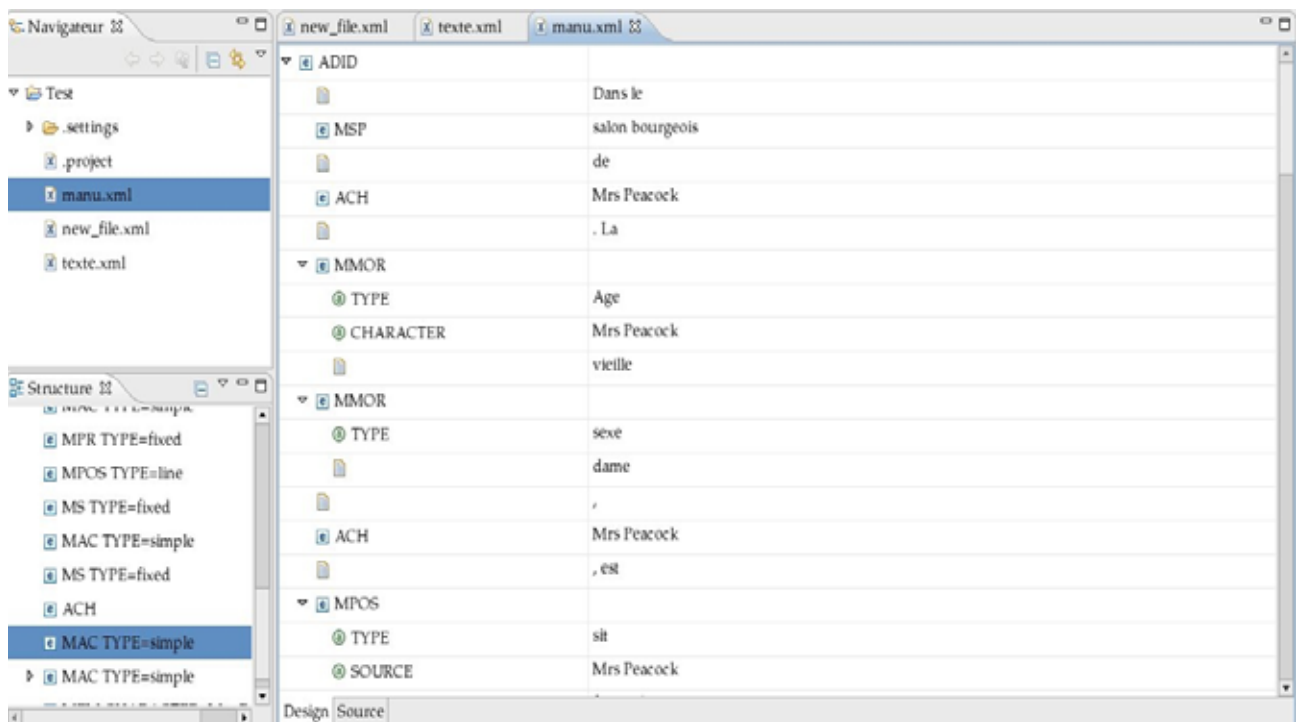 Navigateur
Test
.settings
.project
manu.xml
new_file.xml
texte.xml
Structure
MAC TYPE=simple
MPR TYPE=fixed
MPOS TYPE=line
MS TYPE=fixed
MAC TYPE=simple
MS TYPE=fixed
ACH
MAC TYPE=simple
MAC TYPE=simple
new_file.xml texte.xml manu.xml
ADID
Dans le
MSP salon bourgeois
de
ACH Mrs Peacock
. La
MMOR
TYPE Age
CHARACTER Mrs Peacock
vieille
MMOR
TYPE sexe
dame
,
ACH Mrs Peacock
, est
MPOS
TYPE sit
SOURCE Mrs Peacock
Design Source